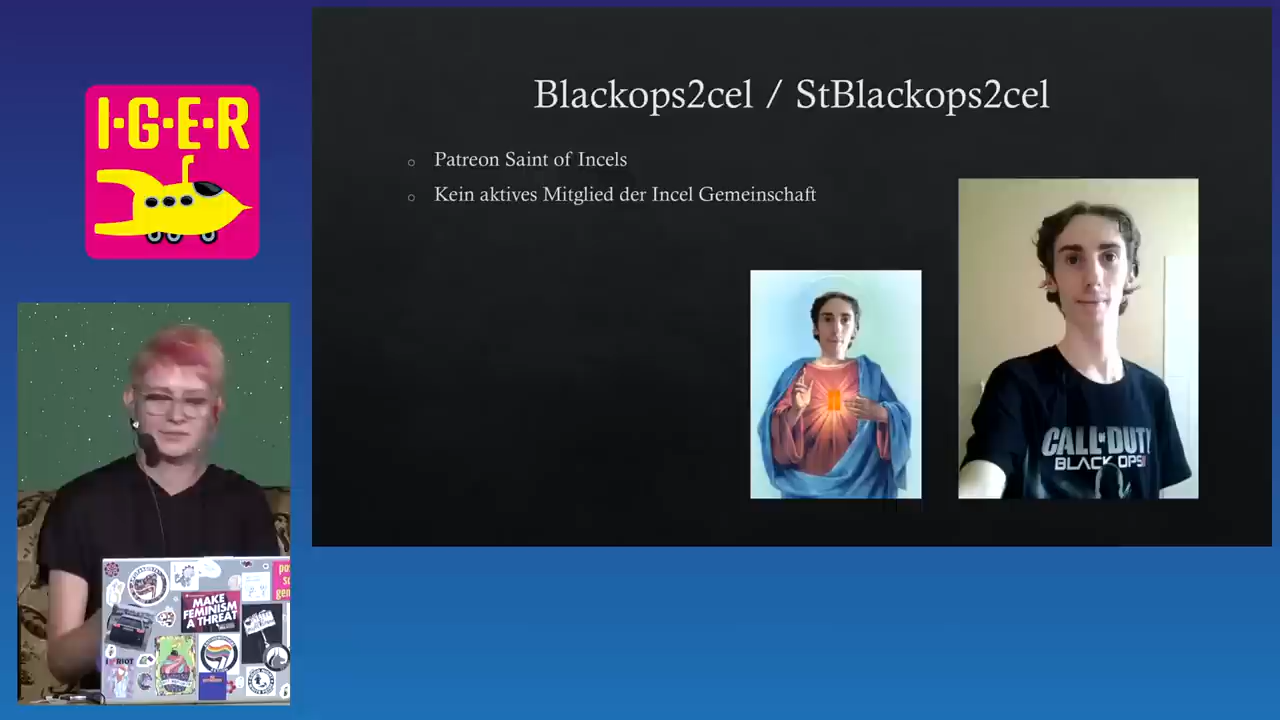 I·G·E·R
Blackops2cel / StBlackops2cel
Patreon Saint of Incels
Kein aktives Mitglied der Incel Gemeinschaft
CALL OF DUTY
BLACK OPS
MAKE
FEMINISM
A THREAT
RIOT